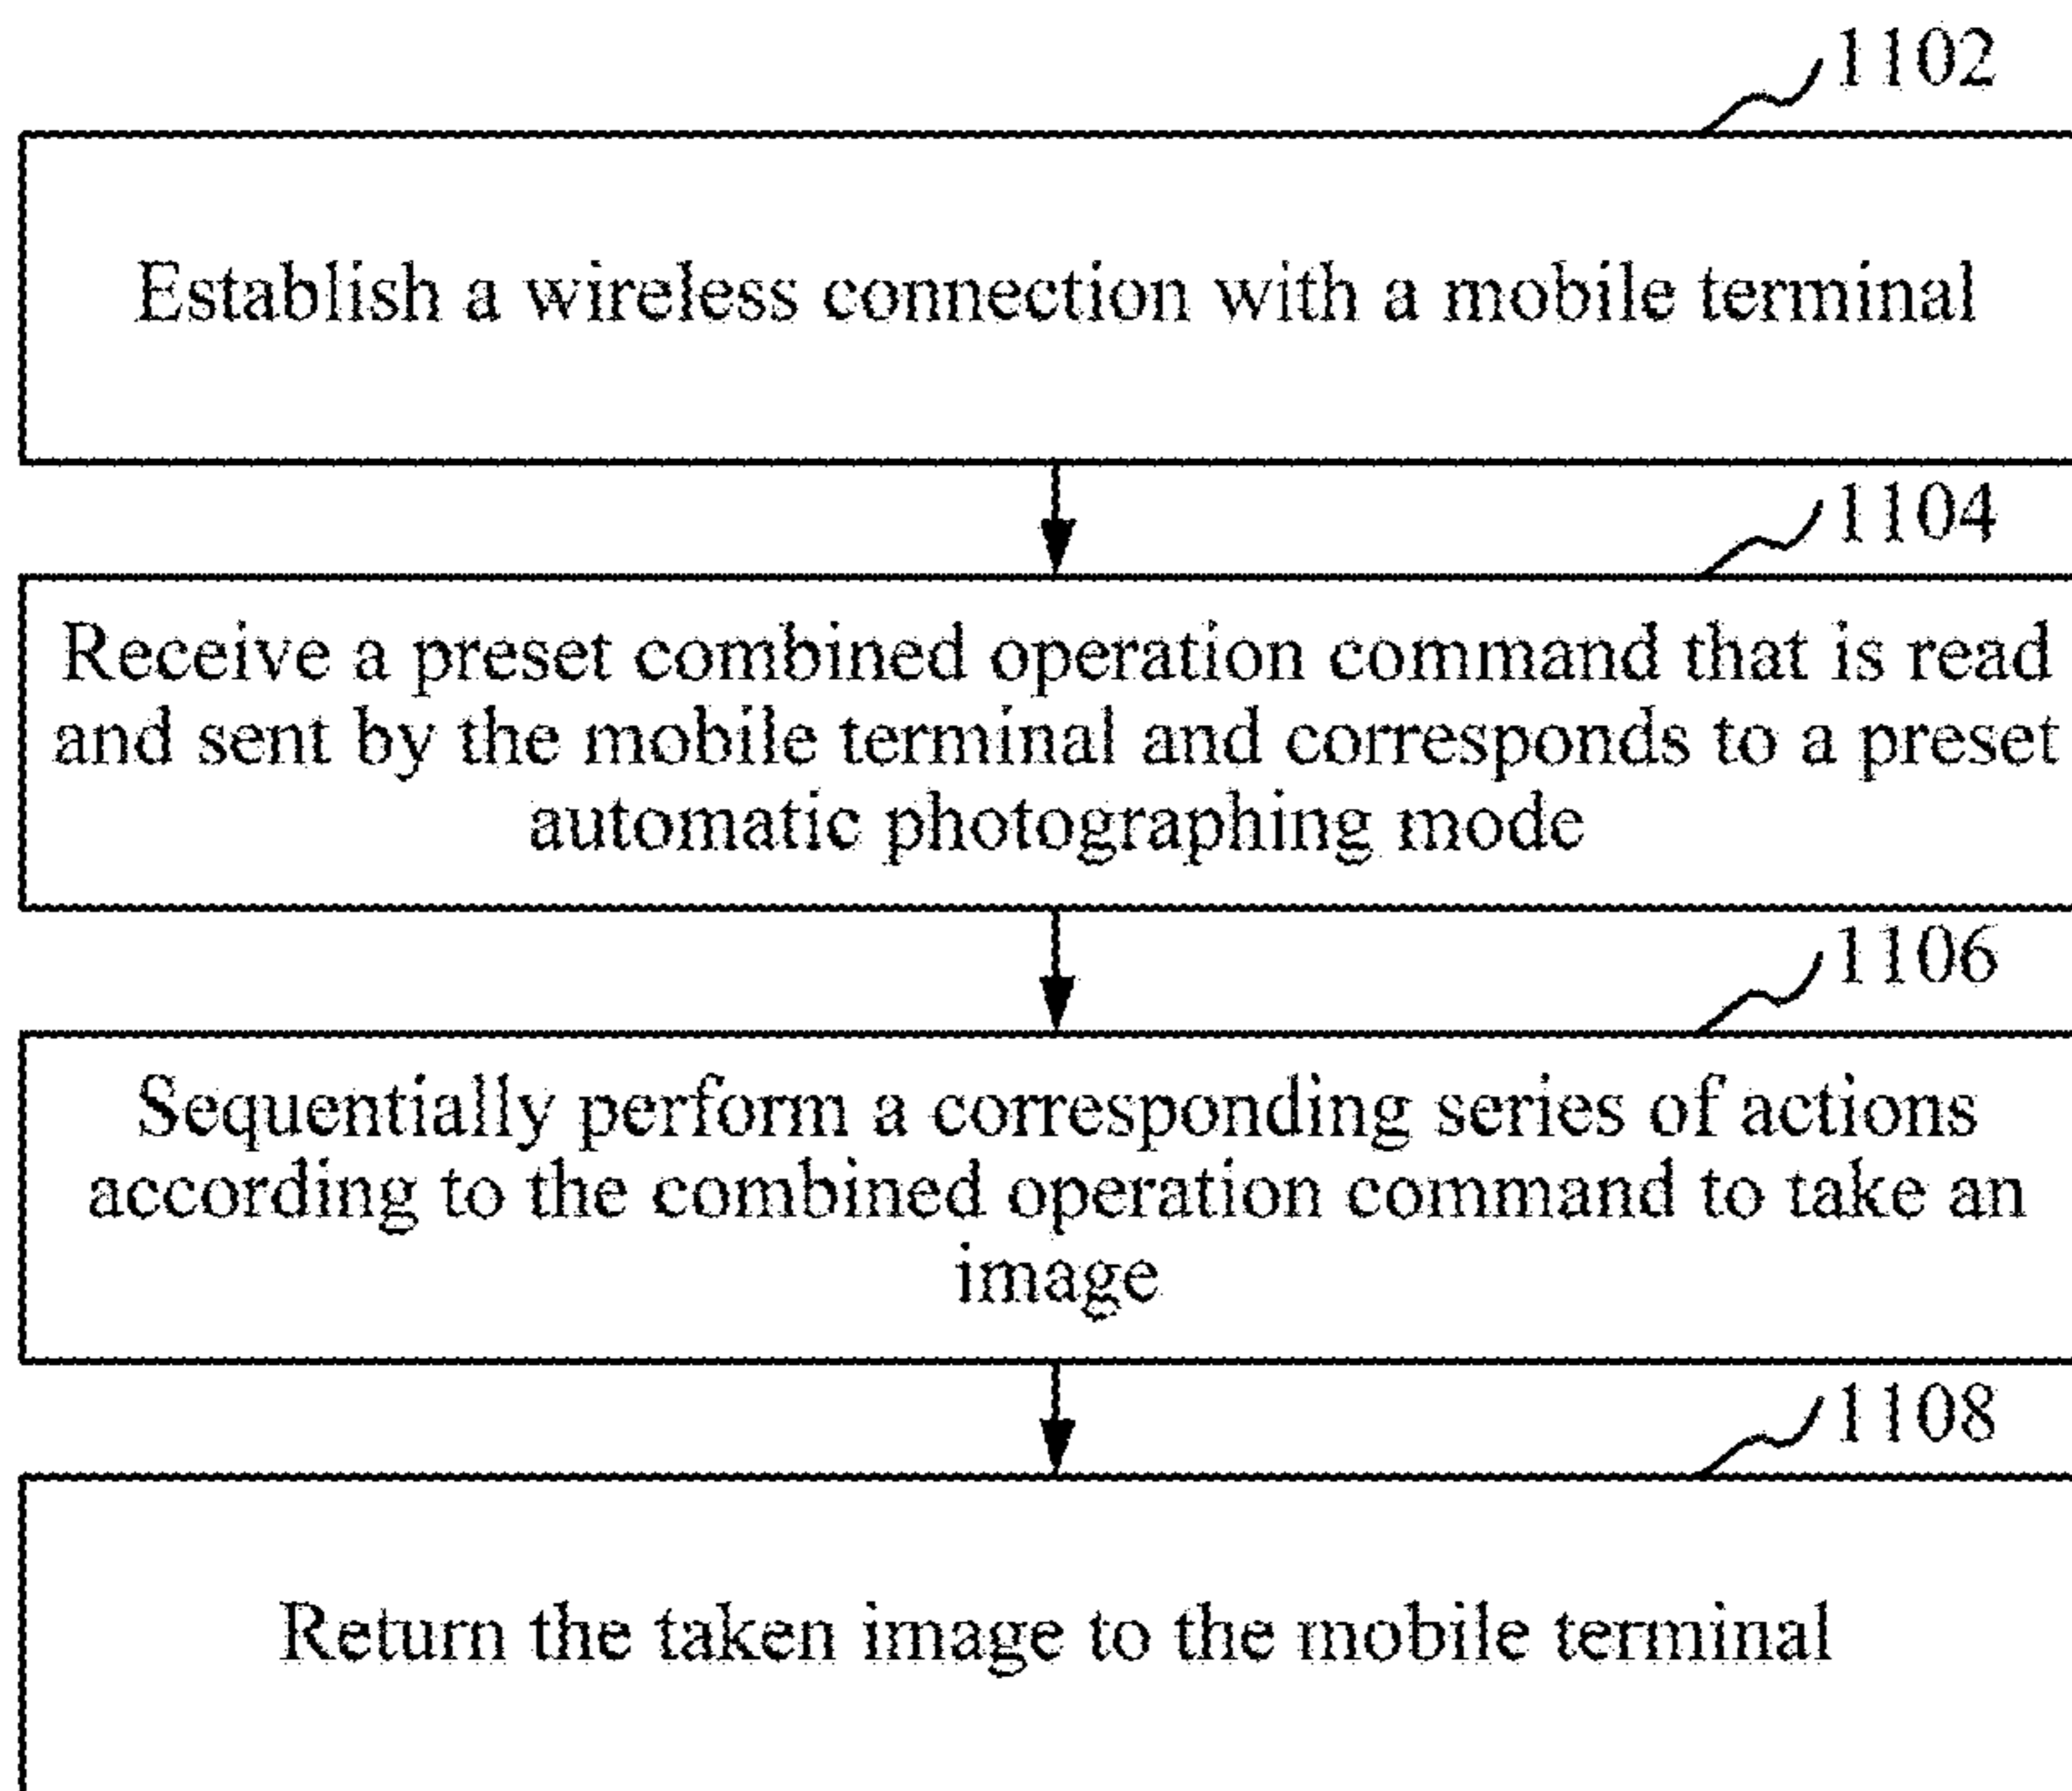 1102
Establish a wireless connection with a mobile terminal
1104
Receive a preset combined operation command that is read
and sent by the mobile terminal and corresponds to a preset
automatic photographing mode
1106
Sequentially perform a corresponding series of actions
according to the combined operation command to take an
image
1108
Return the taken image to the mobile terminal